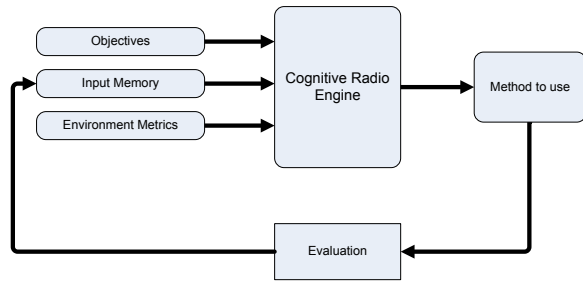 Objectives
Input Memory
Environment Metrics
Cognitive Radio
Engine
Method to use
Evaluation